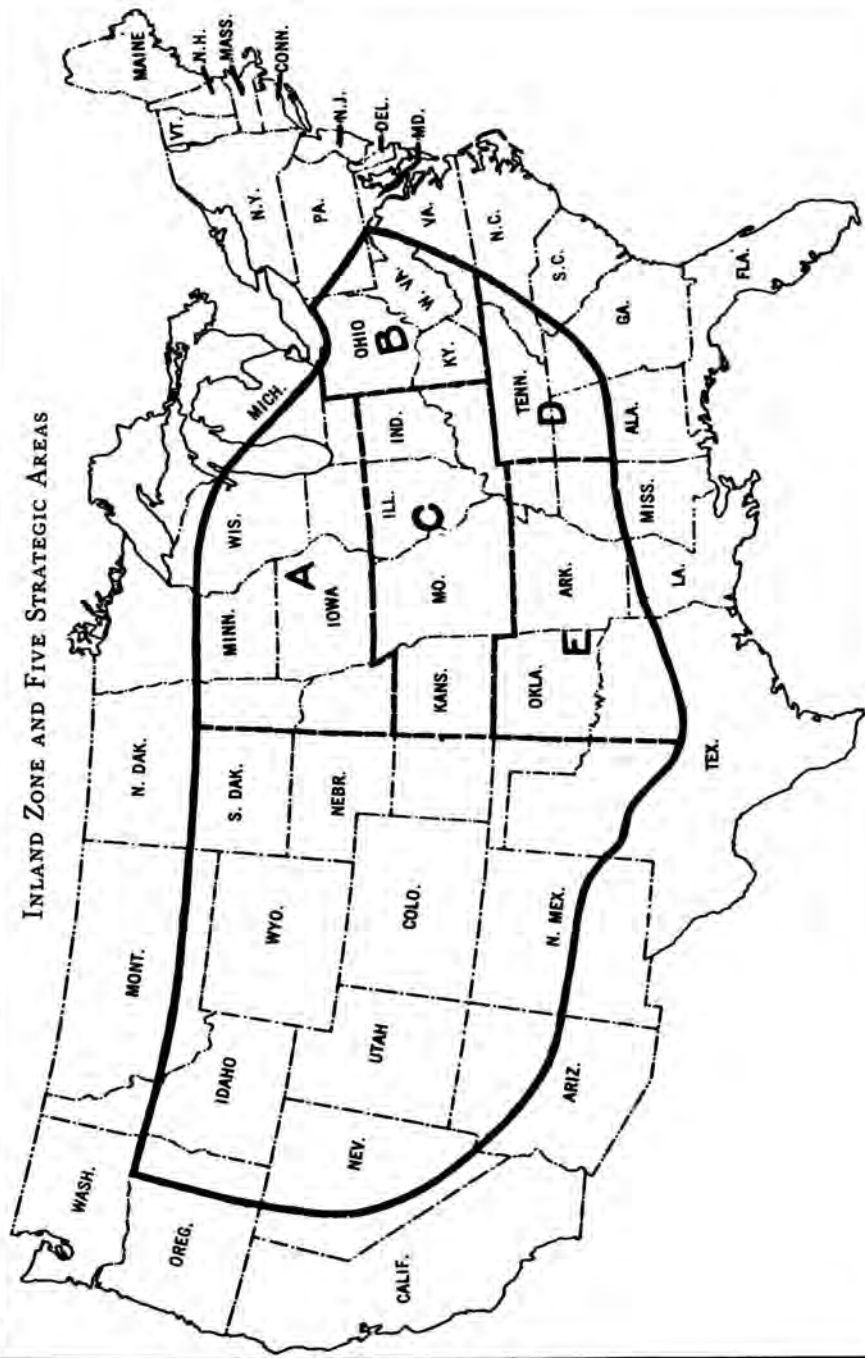 INLAND ZONE AND FIVE STRATEGIC AREAS
WASH.
OREG.
CALIF.
IDAHO
NEV.
MONT.
WYO.
UTAH
ARIZ.
COLO.
N. MEX.
N. DAK.
S. DAK.
NEBR.
KANS.
OKLA.
TEX.
MINN.
IOWA
A
MO.
ARK.
E
LA.
WIS.
ILL.
C
MISS.
MICH.
IND.
OHIO
B
KY.
TENN.
D
ALA.
W. VA.
VA.
N.C.
S.C.
GA.
FLA.
PA.
N.Y.
VT.
MAINE
N.H.
MASS.
CONN.
N.J.
DEL.
MD.